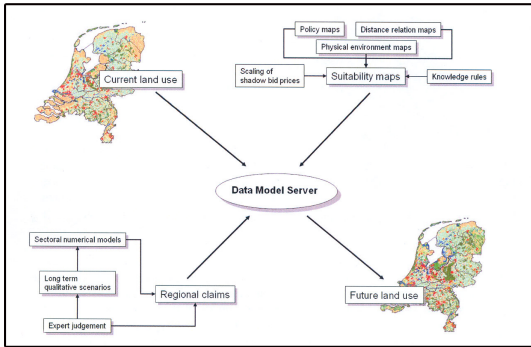 Policy maps
Distance relation maps
Physical environment maps
Current land use
Scaling of
shadow bid prices
Suitability maps
Knowledge rules
Data Model Server
Sectoral numerical models
Long term
qualitative scenarios
Regional claims
Expert judgement
Future land use